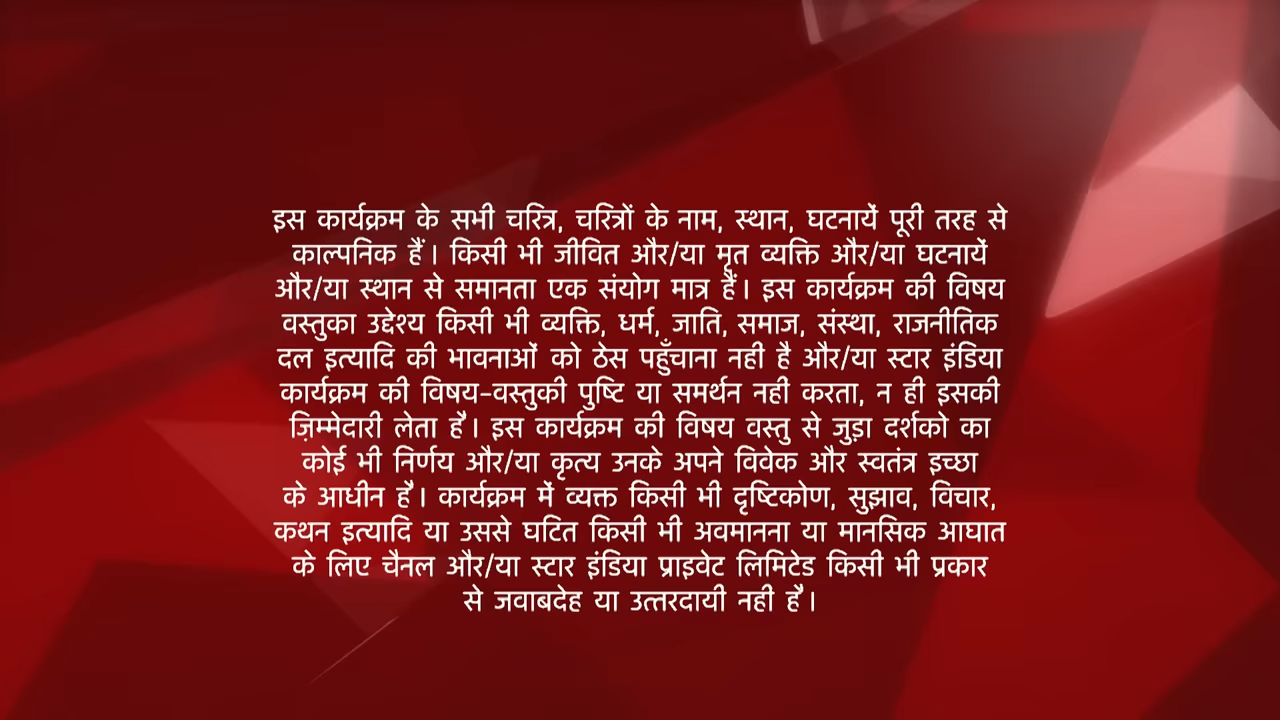 इस कार्यक्रम के सभी चरित्र, चरित्रों के नाम, स्थान, घटनायें पूरी तरह से
काल्पनिक हैं। किसी भी जीवित और/या मृत व्यक्ति और/या घटनायें
और/या स्थान से समानता एक संयोग मात्र हैं। इस कार्यक्रम की विषय
वस्तुका उद्देश्य किसी भी व्यक्ति, धर्म, जाति, समाज, संस्था, राजनीतिक
दल इत्यादि की भावनाओं को ठेस पहुँचाना नही है और/या स्टार इंडिया
कार्यक्रम की विषय-वस्तुकी पुष्टि या समर्थन नही करता, न ही इसकी
ज़िम्मेदारी लेता हैं। इस कार्यक्रम की विषय वस्तु से जुड़ा दर्शको का
कोई भी निर्णय और/या कृत्य उनके अपने विवेक और स्वतंत्र इच्छा
के आधीन हैं। कार्यक्रम में व्यक्त किसी भी दृष्टिकोण, सुझाव, विचार,
कथन इत्यादि या उससे घटित किसी भी अवमानना या मानसिक आघात
के लिए चैनल और/या स्टार इंडिया प्राइवेट लिमिटेड किसी भी प्रकार
से जवाबदेह या उत्तरदायी नही हैं।